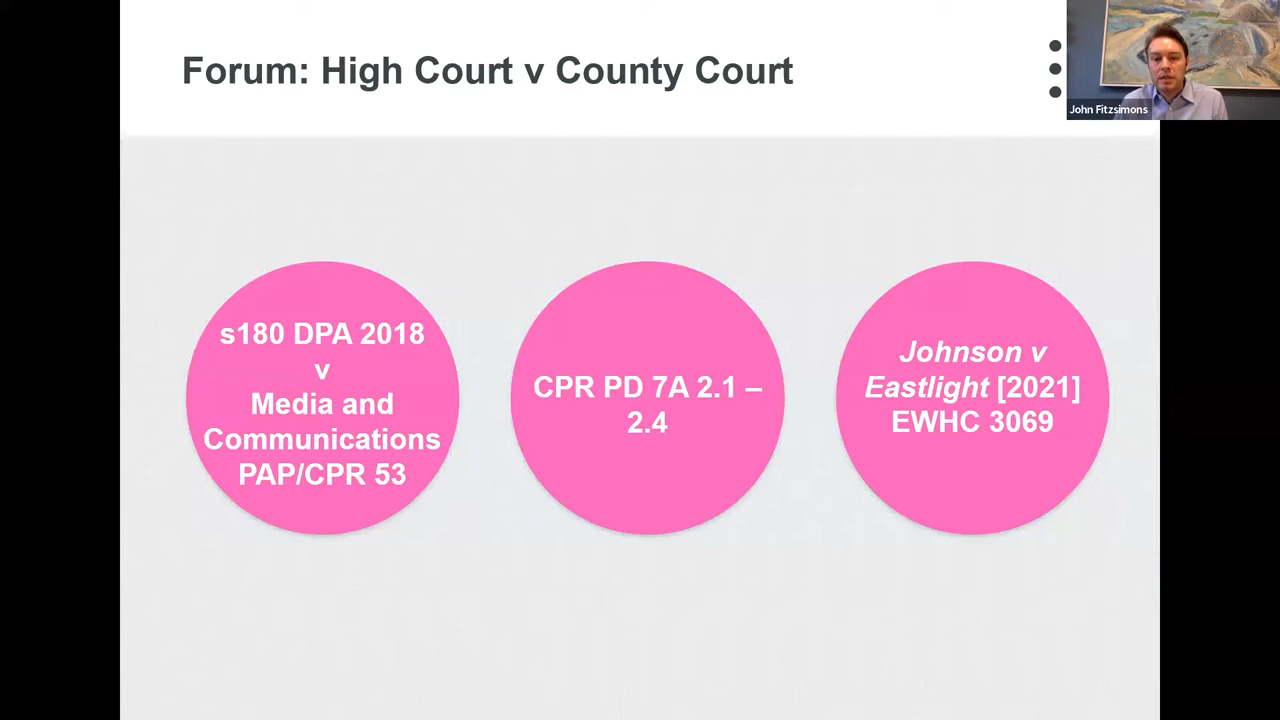 Forum: High Court v County Court
John Fitzsimons
s180 DPA 2018
v
Media and
Communications
PAP/CPR 53
CPR PD 7A 2.1 –
2.4
Johnson v
Eastlight [2021]
EWHC 3069